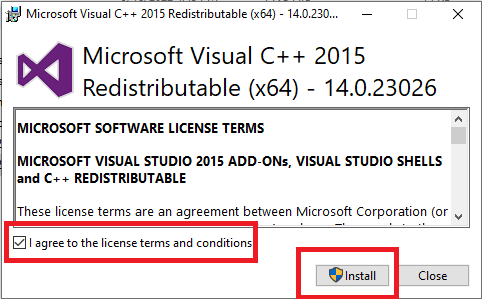 Microsoft Visual C++ 2015 Redistributable (x64) - 14.0.230...
Microsoft Visual C++ 2015
Redistributable (x64) - 14.0.23026
MICROSOFT SOFTWARE LICENSE TERMS
MICROSOFT VISUAL STUDIO 2015 ADD-ONs, VISUAL STUDIO SHELLS
and C++ REDISTRIBUTABLE
These license terms are an agreement between Microsoft Corporation (or
I agree to the license terms and conditions
Install Close